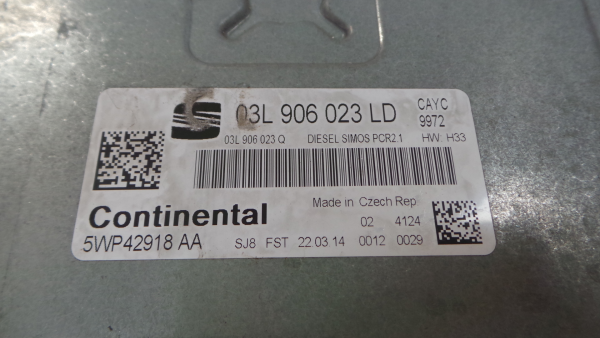 03L 906 023 LD CAYC
9972
03L 906 023 Q DIESEL SIMOS PCR2.1 HW: H33
Made in Czech Rep
Continental 02 4124
5WP42918 AA SJ8 FST 22 03 14 0012 0029